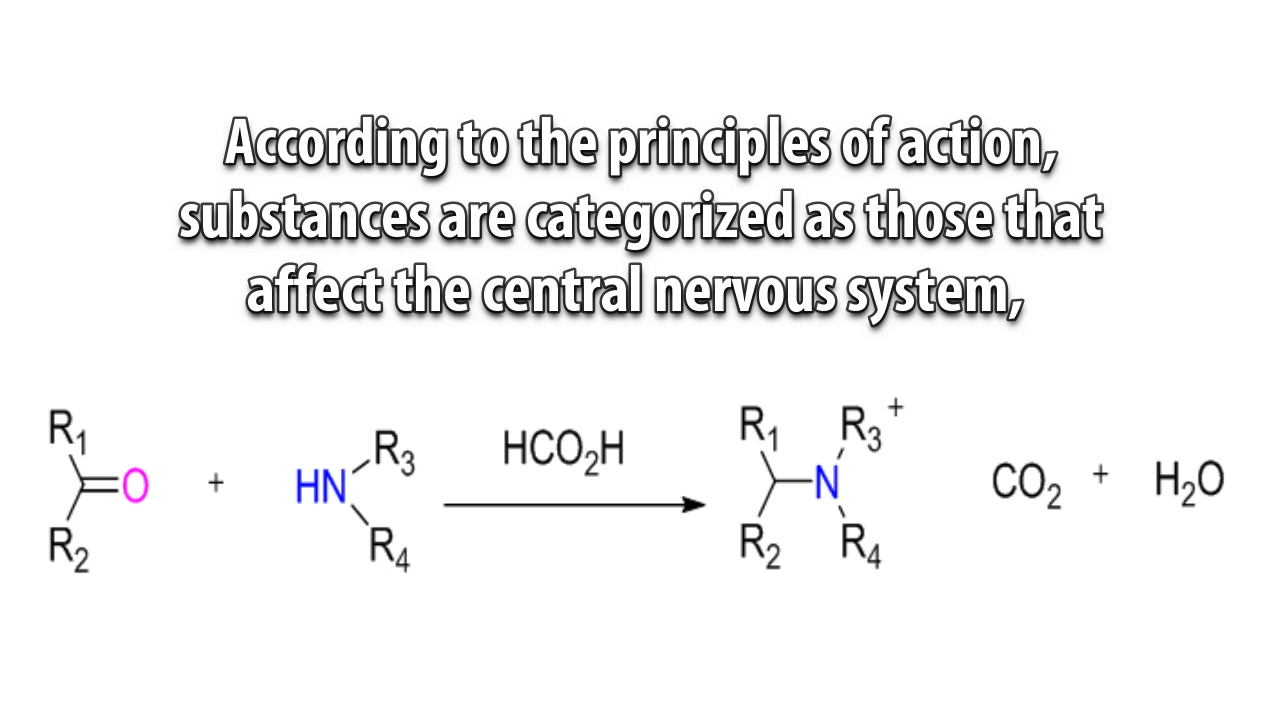 According to the principles of action,
substances are categorized as those that
affect the central nervous system,
R1 R2 =O + HN R3 R4 HCO2H R1 R2 N R3 + R4 CO2 + H2O